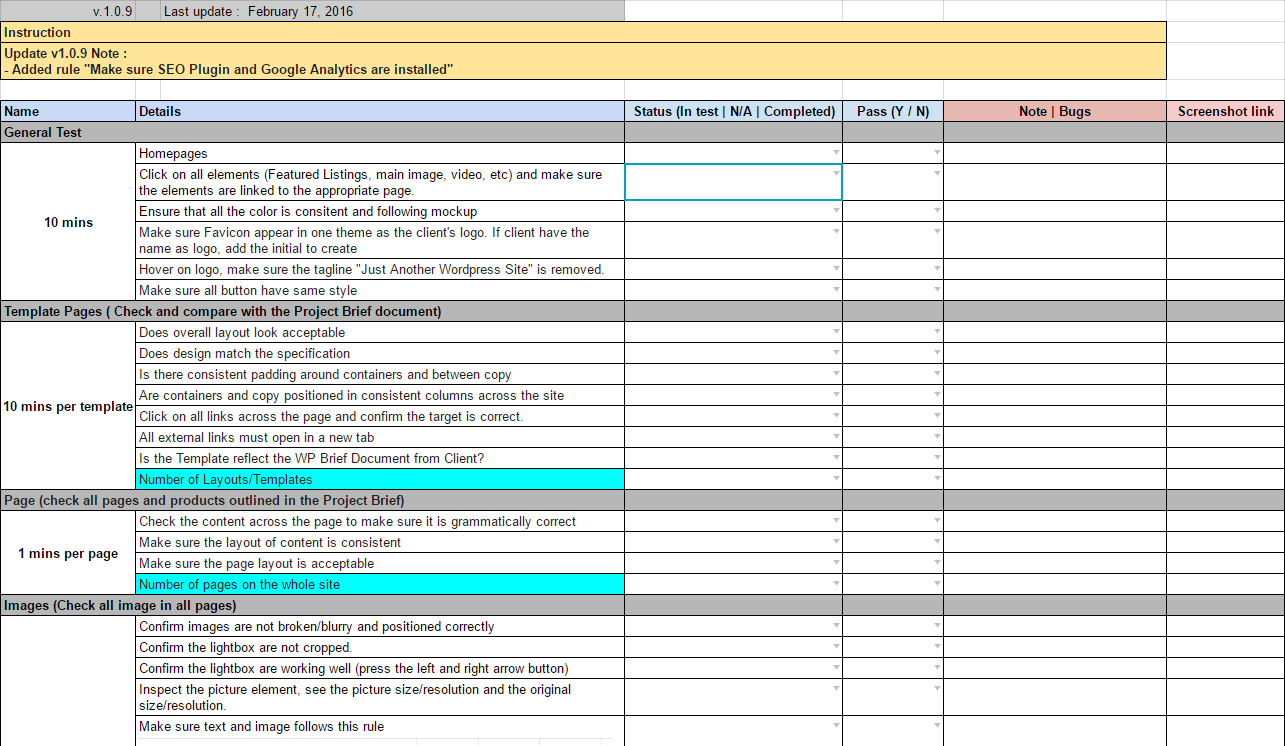 v.1.0.9 Last update : February 17, 2016
Instruction
Update v1.0.9 Note :
- Added rule "Make sure SEO Plugin and Google Analytics are installed"
Name Details Status (In test | N/A | Completed) Pass (Y / N) Note | Bugs Screenshot link
General Test
10 mins
Homepages
Click on all elements (Featured Listings, main image, video, etc) and make sure
the elements are linked to the appropriate page.
Ensure that all the color is consitent and following mockup
Make sure Favicon appear in one theme as the client's logo. If client have the
name as logo, add the initial to create
Hover on logo, make sure the tagline "Just Another Wordpress Site" is removed.
Make sure all button have same style
Template Pages ( Check and compare with the Project Brief document)
10 mins per template
Does overall layout look acceptable
Does design match the specification
Is there consistent padding around containers and between copy
Are containers and copy positioned in consistent columns across the site
Click on all links across the page and confirm the target is correct.
All external links must open in a new tab
Is the Template reflect the WP Brief Document from Client?
Number of Layouts/Templates
Page (check all pages and products outlined in the Project Brief)
1 mins per page
Check the content across the page to make sure it is grammatically correct
Make sure the layout of content is consistent
Make sure the page layout is acceptable
Number of pages on the whole site
Images (Check all image in all pages)
Confirm images are not broken/blurry and positioned correctly
Confirm the lightbox are not cropped.
Confirm the lightbox are working well (press the left and right arrow button)
Inspect the picture element, see the picture size/resolution and the original
size/resolution.
Make sure text and image follows this rule